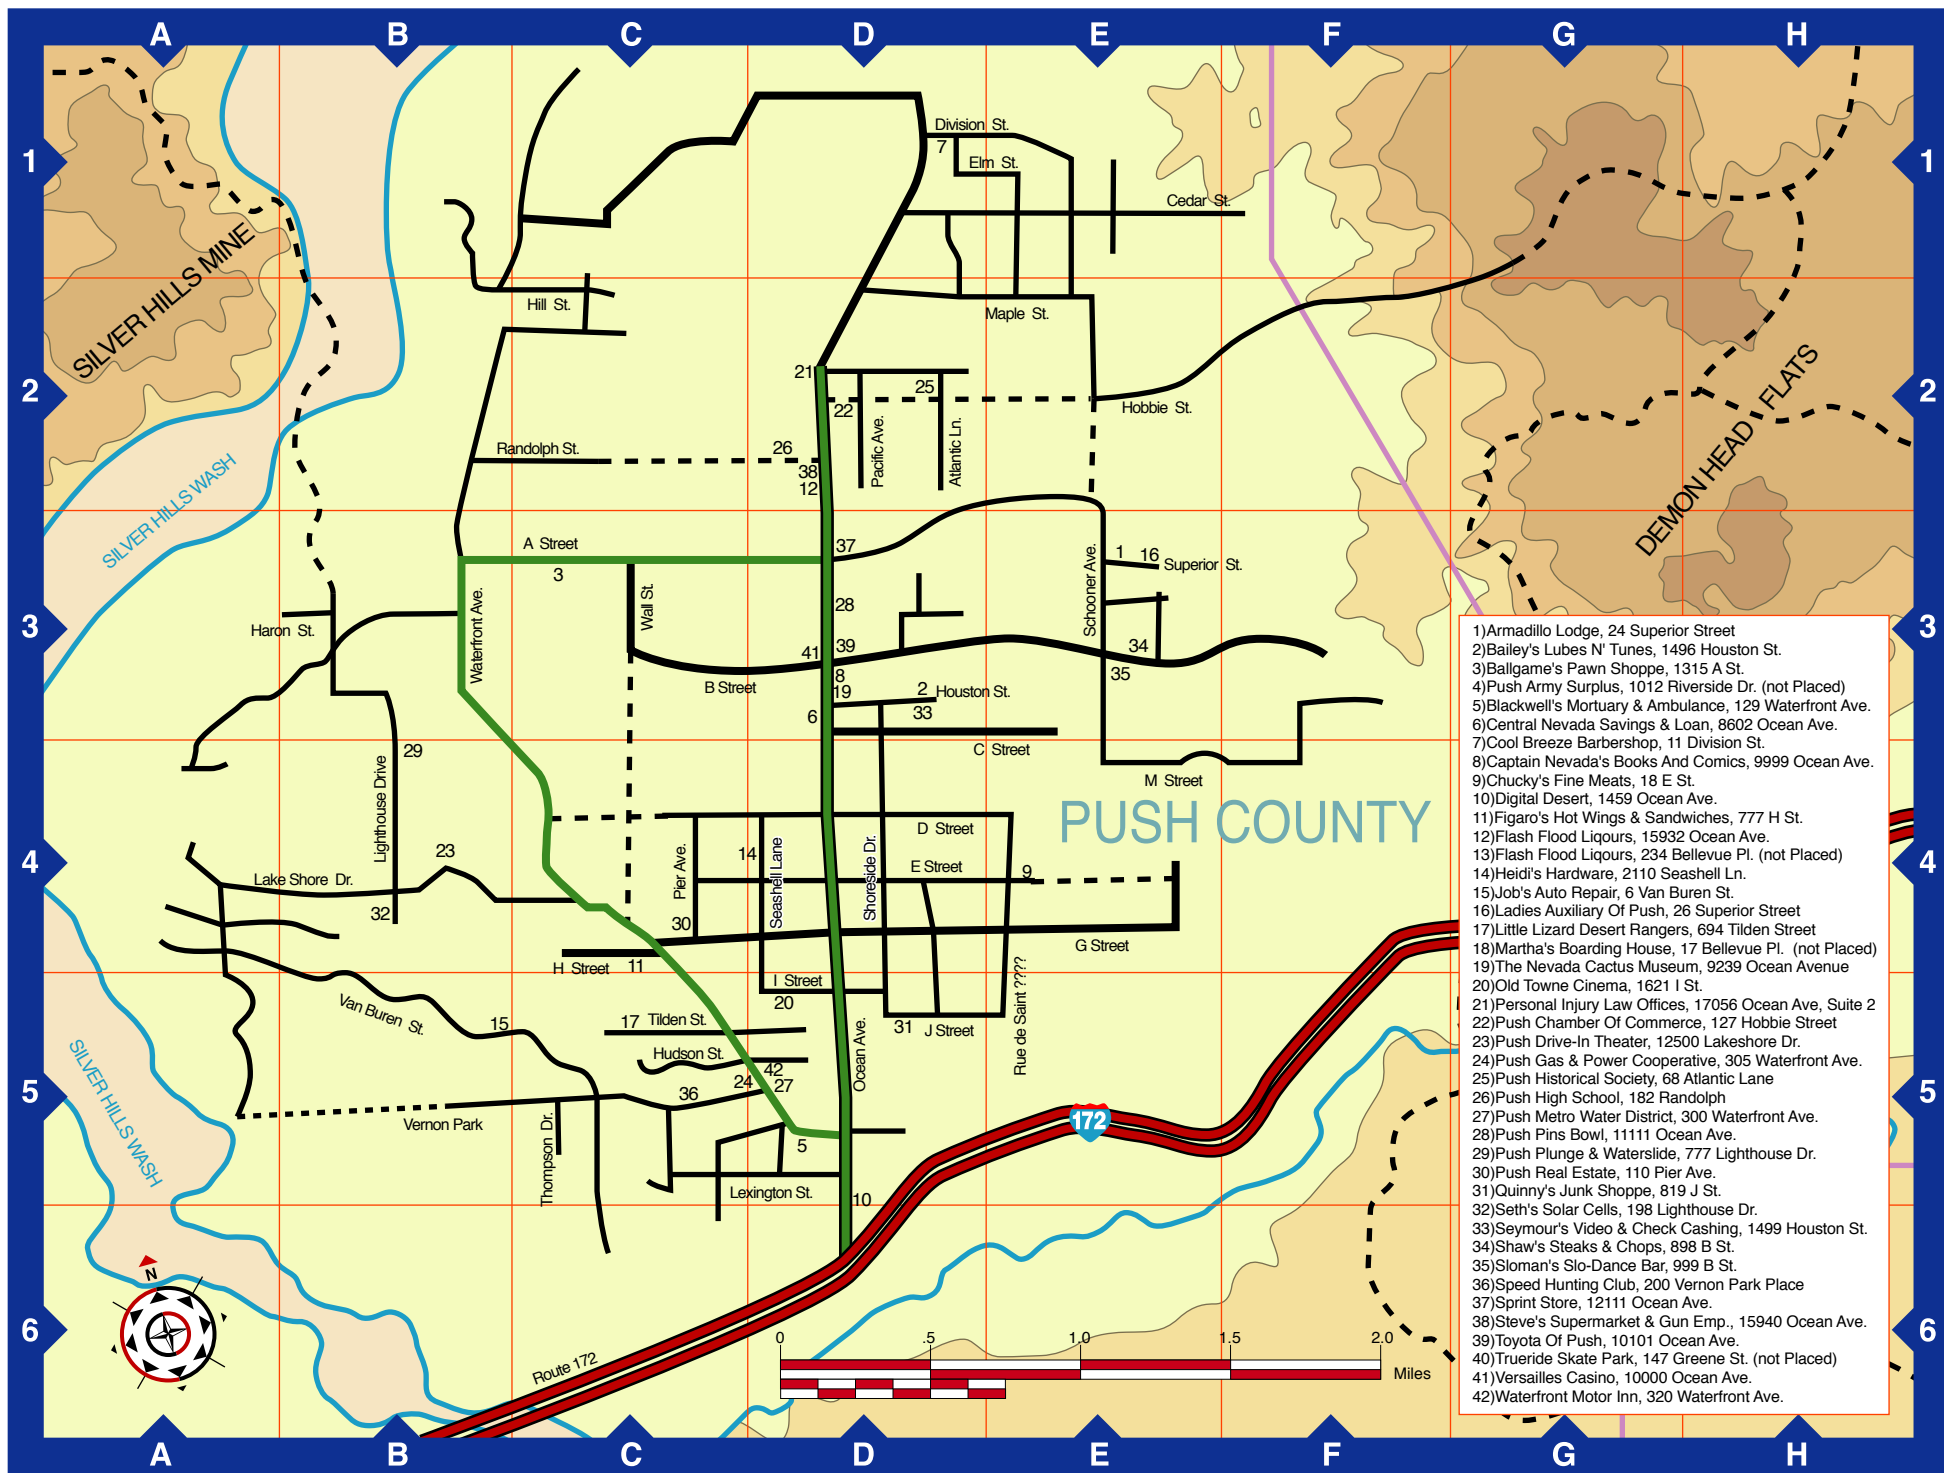 A B C D E F G H
1 1
Division St.
7
Elm St.
Cedar St.
SILVER HILLS MINE
Hill St.
Maple St.
2 2
21
25
22
Hobbie St.
Pacific Ave.
Atlantic Ln.
DEMON HEAD FLATS
Randolph St.
26
38
12
SILVER HILLS WASH
A Street
3
37
1 16 Superior St.
Schooner Ave.
Wall St.
Waterfront Ave.
28
3 3
Haron St.
41 39
34
35
B Street
8
19
2 Houston St.
33
6
C Street
29
M Street
Lighthouse Drive
PUSH COUNTY
D Street
4 4
23
14
Pier Ave.
Seashell Lane
Shoreside Dr.
E Street
9
Lake Shore Dr.
32
30
G Street
H Street 11
I Street
20
Van Buren St.
15
17 Tilden St.
31 J Street
Rue de Saint ????
Hudson St.
Ocean Ave.
42
24 27
36
SILVER HILLS WASH
5 5
Vernon Park
Thompson Dr.
172
5
Lexington St.
10
N
6 6
Route 172
0 .5 1.0 1.5 2.0
Miles
1)Armadillo Lodge, 24 Superior Street
2)Bailey's Lubes N' Tunes, 1496 Houston St.
3)Ballgame's Pawn Shoppe, 1315 A St.
4)Push Army Surplus, 1012 Riverside Dr. (not Placed)
5)Blackwell's Mortuary & Ambulance, 129 Waterfront Ave.
6)Central Nevada Savings & Loan, 8602 Ocean Ave.
7)Cool Breeze Barbershop, 11 Division St.
8)Captain Nevada's Books And Comics, 9999 Ocean Ave.
9)Chucky's Fine Meats, 18 E St.
10)Digital Desert, 1459 Ocean Ave.
11)Figaro's Hot Wings & Sandwiches, 777 H St.
12)Flash Flood Liqours, 15932 Ocean Ave.
13)Flash Flood Liqours, 234 Bellevue Pl. (not Placed)
14)Heidi's Hardware, 2110 Seashell Ln.
15)Job's Auto Repair, 6 Van Buren St.
16)Ladies Auxiliary Of Push, 26 Superior Street
17)Little Lizard Desert Rangers, 694 Tilden Street
18)Martha's Boarding House, 17 Bellevue Pl. (not Placed)
19)The Nevada Cactus Museum, 9239 Ocean Avenue
20)Old Towne Cinema, 1621 I St.
21)Personal Injury Law Offices, 17056 Ocean Ave, Suite 2
22)Push Chamber Of Commerce, 127 Hobbie Street
23)Push Drive-In Theater, 12500 Lakeshore Dr.
24)Push Gas & Power Cooperative, 305 Waterfront Ave.
25)Push Historical Society, 68 Atlantic Lane
26)Push High School, 182 Randolph
27)Push Metro Water District, 300 Waterfront Ave.
28)Push Pins Bowl, 11111 Ocean Ave.
29)Push Plunge & Waterslide, 777 Lighthouse Dr.
30)Push Real Estate, 110 Pier Ave.
31)Quinny's Junk Shoppe, 819 J St.
32)Seth's Solar Cells, 198 Lighthouse Dr.
33)Seymour's Video & Check Cashing, 1499 Houston St.
34)Shaw's Steaks & Chops, 898 B St.
35)Sloman's Slo-Dance Bar, 999 B St.
36)Speed Hunting Club, 200 Vernon Park Place
37)Sprint Store, 12111 Ocean Ave.
38)Steve's Supermarket & Gun Emp., 15940 Ocean Ave.
39)Toyota Of Push, 10101 Ocean Ave.
40)Trueride Skate Park, 147 Greene St. (not Placed)
41)Versailles Casino, 10000 Ocean Ave.
42)Waterfront Motor Inn, 320 Waterfront Ave.
A B C D E F G H